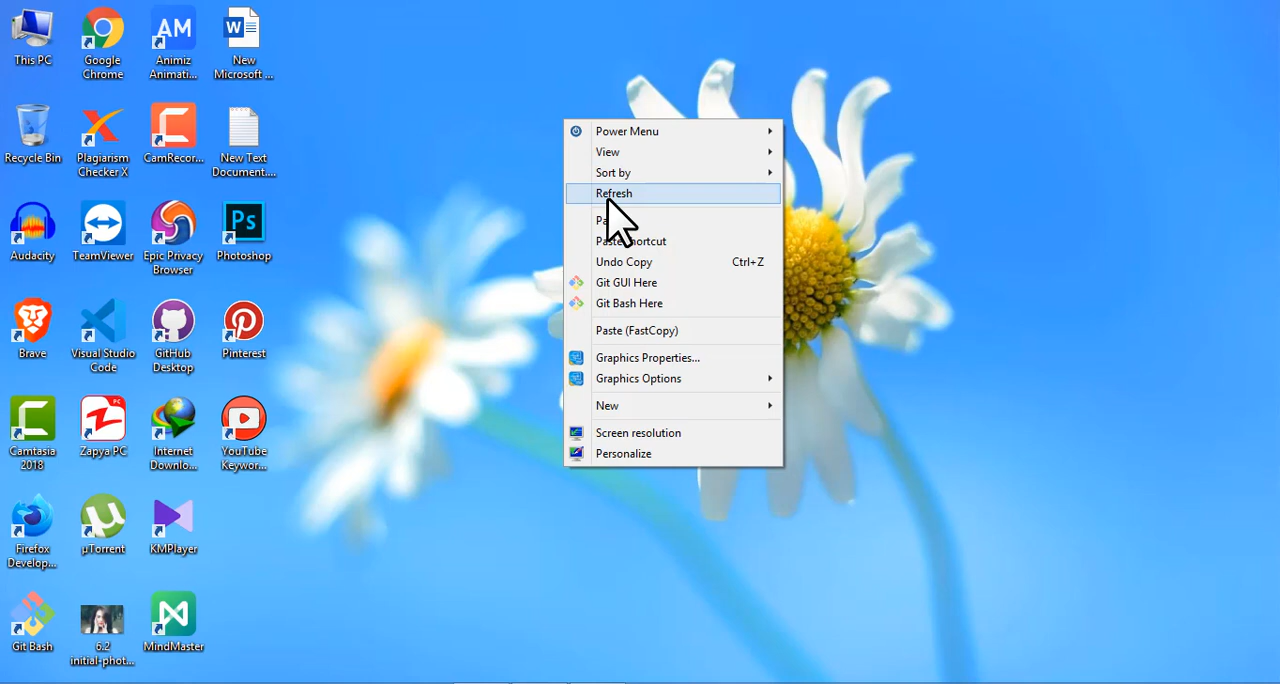 This PC
Google
Chrome
AM
Animiz
Animati...
W
New
Microsoft ...
Recycle Bin
Plagiarism
Checker X
CamRecor...
New Text
Document....
Audacity
TeamViewer
Epic Privacy
Browser
Ps
Photoshop
Brave
Visual Studio
Code
GitHub
Desktop
Pinterest
Camtasia
2018
PC
Zapya PC
Internet
Downlo...
YouTube
Keywor...
Firefox
Develop...
µTorrent
KMPlayer
Git Bash
6.2
initial-phot...
MindMaster
Power Menu
View
Sort by
Refresh
Undo Copy Ctrl+Z
Git GUI Here
Git Bash Here
Paste (FastCopy)
Graphics Properties...
Graphics Options
New
Screen resolution
Personalize